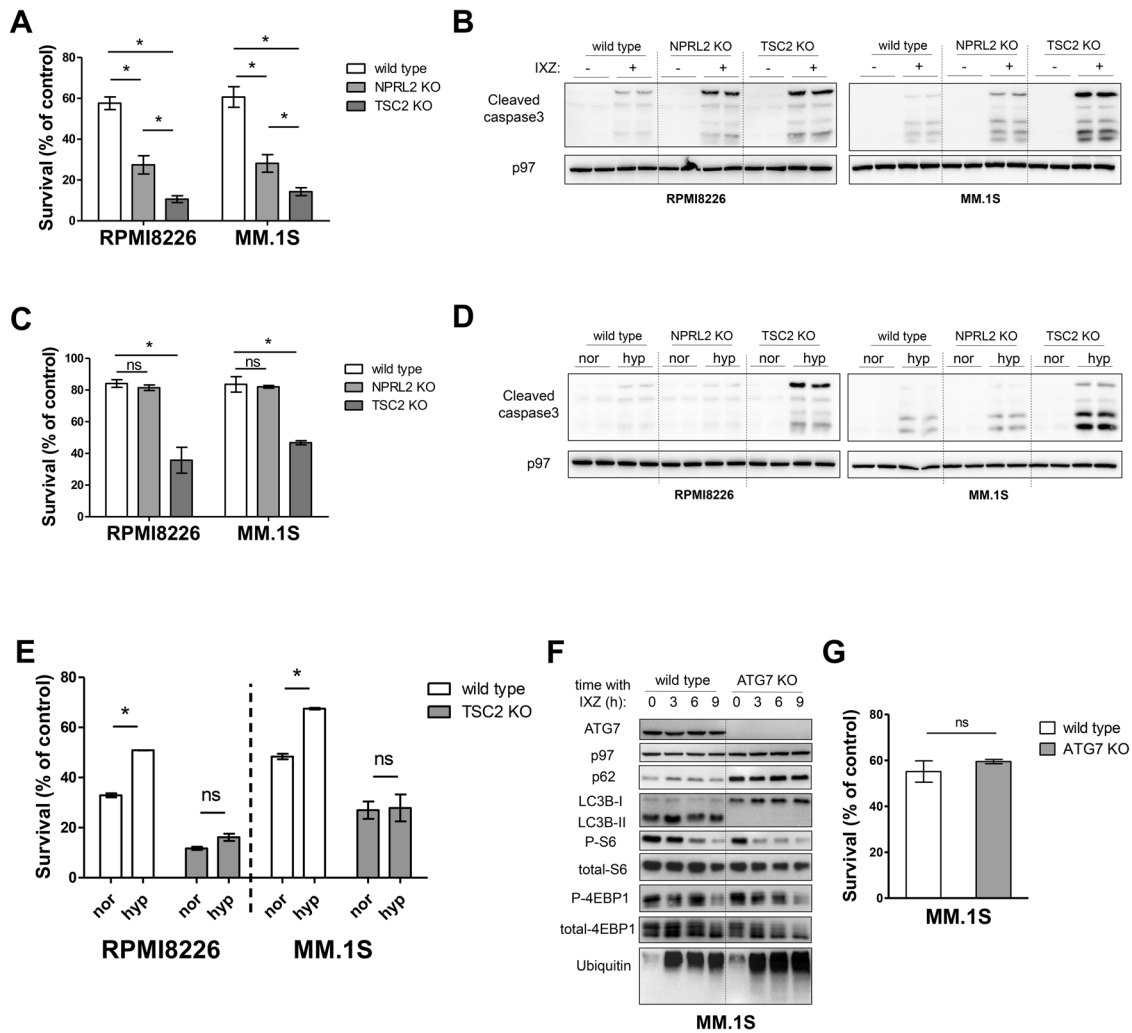 A
Survival (% of control)
80
60
40
20
0
* * * * * *
RPMI8226 MM.1S
wild type
NPRL2 KO
TSC2 KO
B
wild type NPRL2 KO TSC2 KO wild type NPRL2 KO TSC2 KO
IXZ: - + - + - + - + - + - +
Cleaved
caspase3
p97
RPMI8226 MM.1S
C
Survival (% of control)
100
80
60
40
20
0
* *
ns ns
RPMI8226 MM.1S
wild type
NPRL2 KO
TSC2 KO
D
wild type NPRL2 KO TSC2 KO wild type NPRL2 KO TSC2 KO
nor hyp nor hyp nor hyp nor hyp nor hyp nor hyp
Cleaved
caspase3
p97
RPMI8226 MM.1S
E
Survival (% of control)
80
60
40
20
0
* ns * ns
nor hyp nor hyp nor hyp nor hyp
RPMI8226 MM.1S
wild type
TSC2 KO
F
wild type ATG7 KO
time with
IXZ (h): 0 3 6 9 0 3 6 9
ATG7
p97
p62
LC3B-I
LC3B-II
P-S6
total-S6
P-4EBP1
total-4EBP1
Ubiquitin
MM.1S
G
Survival (% of control)
80
60
40
20
0
ns
MM.1S
wild type
ATG7 KO